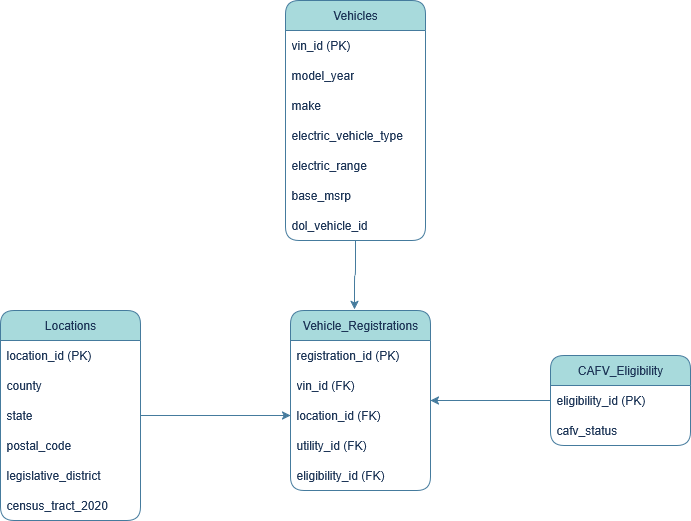 Vehicles
vin_id (PK)
model_year
make
electric_vehicle_type
electric_range
base_msrp
dol_vehicle_id
Locations
location_id (PK)
county
state
postal_code
legislative_district
census_tract_2020
Vehicle_Registrations
registration_id (PK)
vin_id (FK)
location_id (FK)
utility_id (FK)
eligibility_id (FK)
CAFV_Eligibility
eligibility_id (PK)
cafv_status